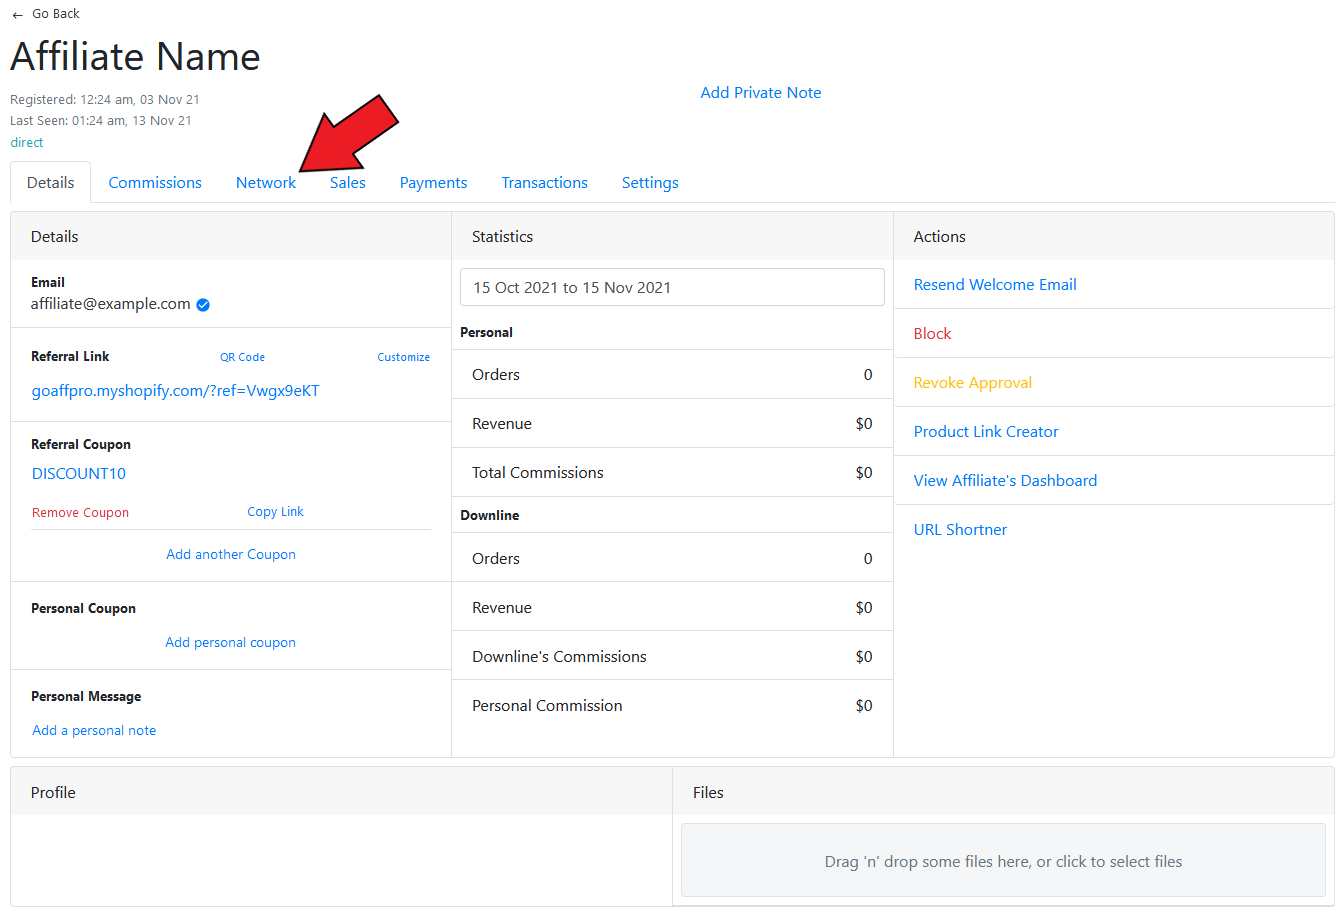 ← Go Back
Affiliate Name
Registered: 12:24 am, 03 Nov 21
Last Seen: 01:24 am, 13 Nov 21
direct
Add Private Note
Details Commissions Network Sales Payments Transactions Settings
Details
Email
affiliate@example.com
Referral Link QR Code Customize
goaffpro.myshopify.com/?ref=Vwgx9eKT
Referral Coupon
DISCOUNT10
Remove Coupon Copy Link
Add another Coupon
Personal Coupon
Add personal coupon
Personal Message
Add a personal note
Statistics
15 Oct 2021 to 15 Nov 2021
Personal
Orders 0
Revenue $0
Total Commissions $0
Downline
Orders 0
Revenue $0
Downline's Commissions $0
Personal Commission $0
Actions
Resend Welcome Email
Block
Revoke Approval
Product Link Creator
View Affiliate's Dashboard
URL Shortner
Profile
Files
Drag 'n' drop some files here, or click to select files